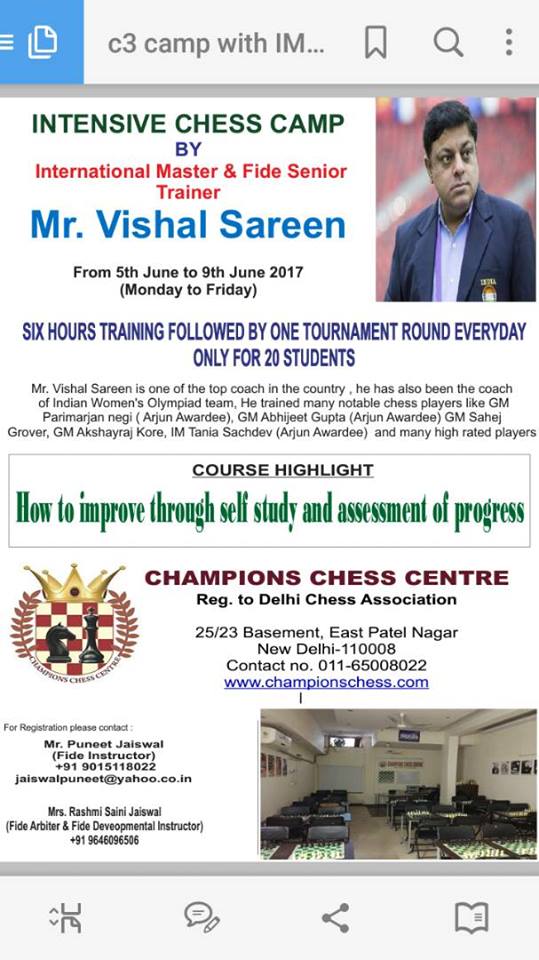 c3 camp with IM...
INTENSIVE CHESS CAMP
BY
International Master & Fide Senior
Trainer
Mr. Vishal Sareen
From 5th June to 9th June 2017
(Monday to Friday)
INDIA
SIX HOURS TRAINING FOLLOWED BY ONE TOURNAMENT ROUND EVERYDAY
ONLY FOR 20 STUDENTS
Mr. Vishal Sareen is one of the top coach in the country , he has also been the coach
of Indian Women's Olympiad team, He trained many notable chess players like GM
Parimarjan negi ( Arjun Awardee), GM Abhijeet Gupta (Arjun Awardee) GM Sahej
Grover, GM Akshayraj Kore, IM Tania Sachdev (Arjun Awardee)  and many high rated players
COURSE HIGHLIGHT
How to improve through self study and assessment of progress
CHAMPIONS CHESS CENTRE
CHAMPIONS CHESS CENTRE
Reg. to Delhi Chess Association
25/23 Basement, East Patel Nagar
New Delhi-110008
Contact no. 011-65008022
www.championschess.com
For Registration please contact :
Mr. Puneet Jaiswal
(Fide Instructor)
+91 9015118022
jaiswalpuneet@yahoo.co.in
Mrs. Rashmi Saini Jaiswal
(Fide Arbiter & Fide Deveopmental Instructor)
+91 9646096506